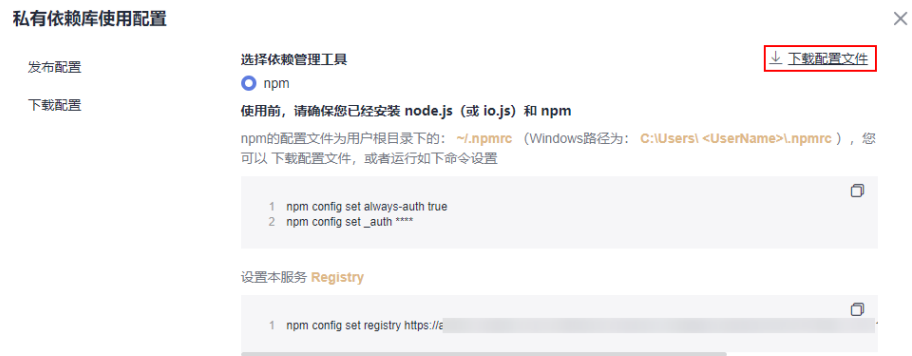 私有依赖库使用配置
发布配置
下载配置
选择依赖管理工具
下载配置文件
npm
使用前，请确保您已经安装 node.js（或 io.js）和 npm
npm的配置文件为用户根目录下的： ~/.npmrc （Windows路径为： C:\Users\ <UserName>\.npmrc ），您
可以 下载配置文件，或者运行如下命令设置
1 npm config set always-auth true
2 npm config set _auth ****
设置本服务 Registry
1 npm config set registry https://a